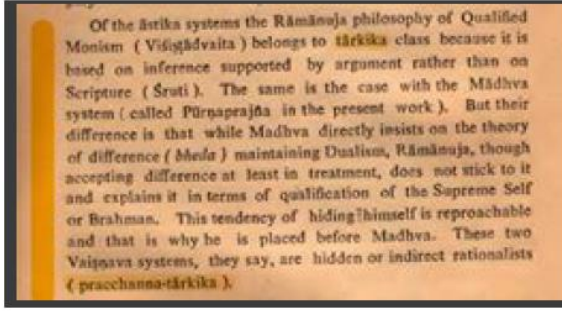 Of the āstika systems the Rāmānuja philosophy of Qualified
Monism ( Viśiṣṭādvaita ) belongs to tārkika class because it is
based on inference supported by argument rather than on
Scripture ( Śruti ). The same is the case with the Mādhva
system ( called Pūrṇaprajña in the present work ). But their
difference is that while Madhva directly insists on the theory
of difference ( bheda ) maintaining Dualism, Rāmānuja, though
accepting difference at least in treatment, does not stick to it
and explains it in terms of qualification of the Supreme Self
or Brahman. This tendency of hiding himself is reproachable
and that is why he is placed before Madhva. These two
Vaiṣṇava systems, they say, are hidden or indirect rationalists
( pracchanna-tārkika ).